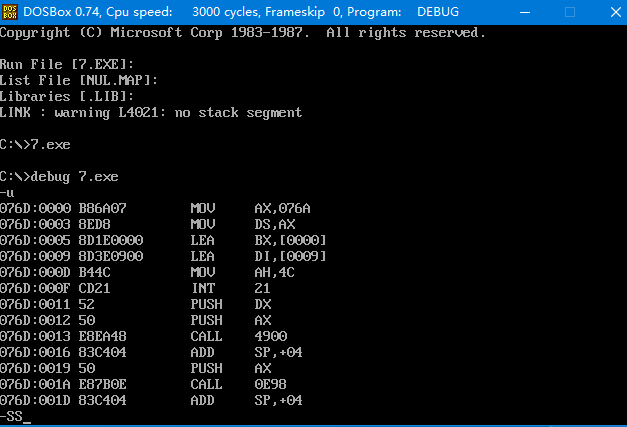 DOSBox 0.74, Cpu speed: 3000 cycles, Frameskip 0, Program: DEBUG
Copyright (C) Microsoft Corp 1983-1987. All rights reserved.
Run File [7.EXE]:
List File [NUL.MAP]:
Libraries [.LIB]:
LINK : warning L4021: no stack segment
C:\>7.exe
C:\>debug 7.exe
-u
076D:0000 B86A07 MOV AX,076A
076D:0003 8ED8 MOV DS,AX
076D:0005 8D1E0000 LEA BX,[0000]
076D:0009 8D3E0900 LEA DI,[0009]
076D:000D B44C MOV AH,4C
076D:000F CD21 INT 21
076D:0011 52 PUSH DX
076D:0012 50 PUSH AX
076D:0013 E8EA48 CALL 4900
076D:0016 83C404 ADD SP,+04
076D:0019 50 PUSH AX
076D:001A E87B0E CALL 0E98
076D:001D 83C404 ADD SP,+04
-SS_